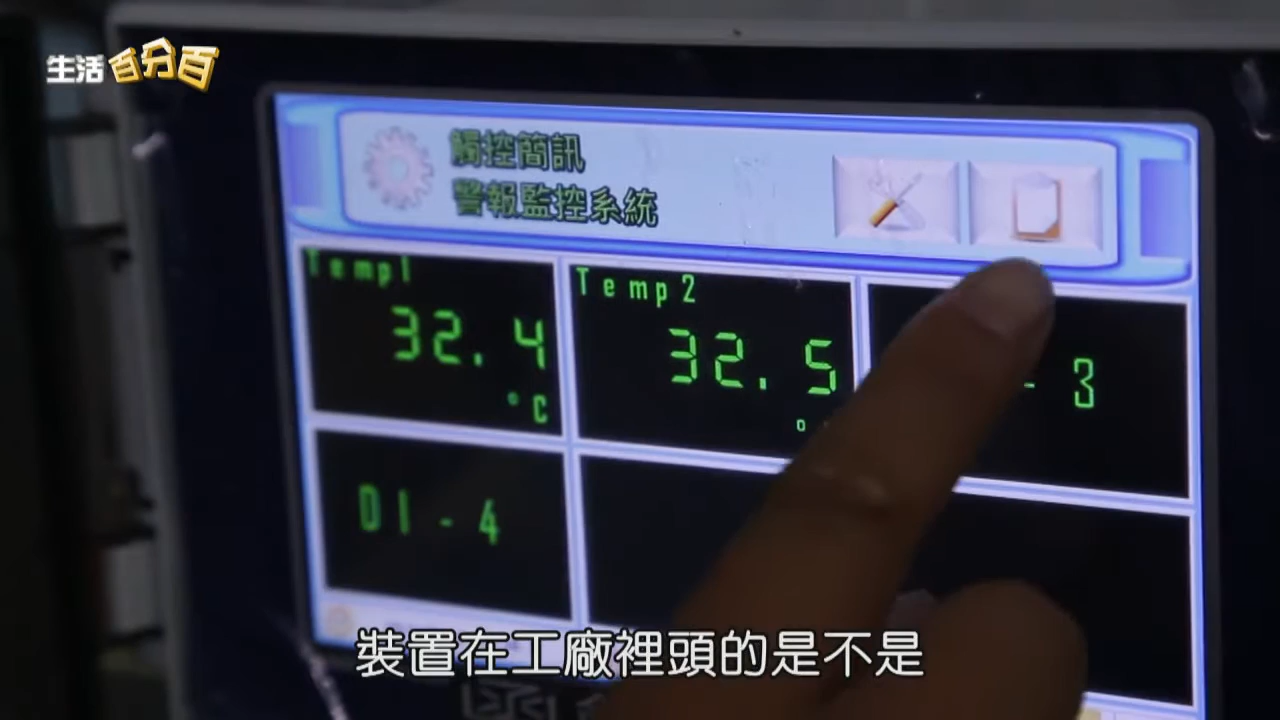 生活百分百
觸控簡訊
警報監控系統
Temp1
32.4
°C
Temp2
32.5
°
- 3
DI - 4
裝置在工廠裡頭的是不是